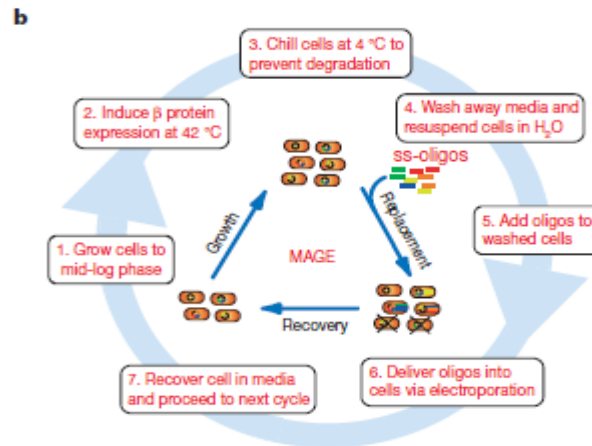 b
3. Chill cells at 4 °C to
prevent degradation
2. Induce β protein
expression at 42 °C
4. Wash away media and
resuspend cells in H₂O
ss-oligos
Growth
Replacement
5. Add oligos to
washed cells
1. Grow cells to
mid-log phase
MAGE
Recovery
7. Recover cell in media
and proceed to next cycle
6. Deliver oligos into
cells via electroporation